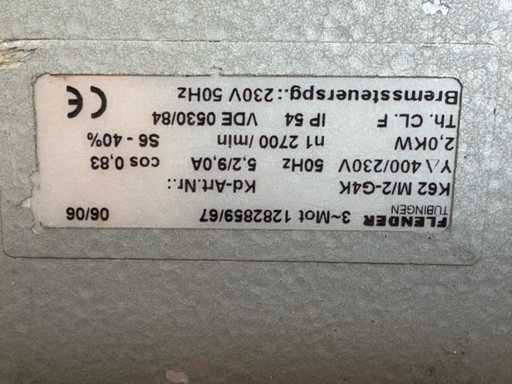 FLENDER 3~Mot 1282859/67 06/06
TÜBINGEN
K62 M/2-G4K Kd-Art.Nr.:
Y/Δ 400/230V 50Hz 5,2/9,0A cos 0,83
2,0KW n1 2700 /min S6 - 40%
Th. CL. F IP 54 VDE 0530/84
Bremssteuerspg.: 230V 50Hz CE